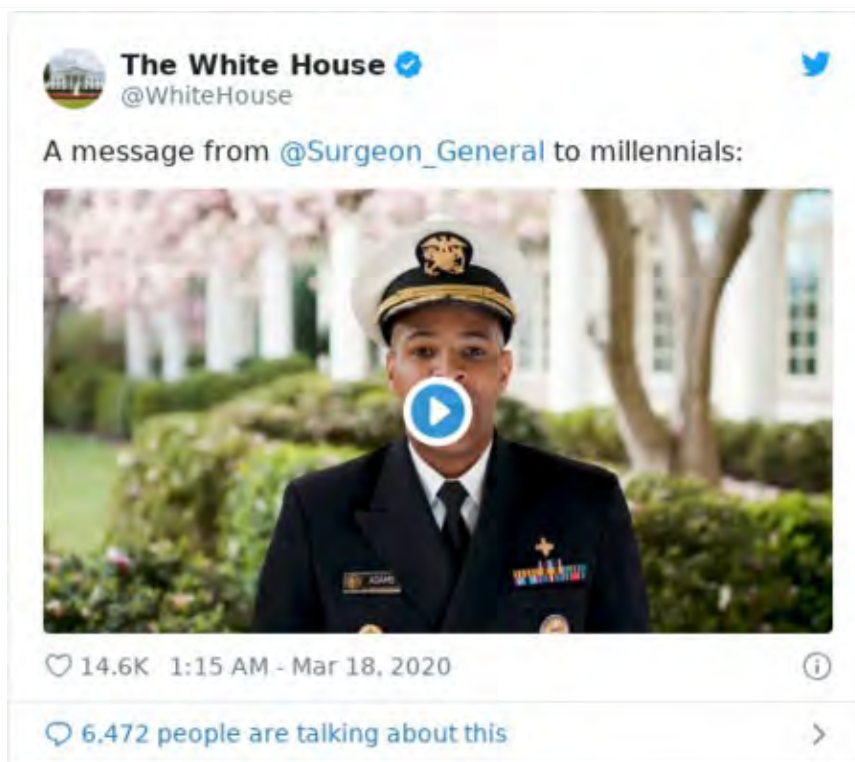 The White House
@WhiteHouse
A message from @Surgeon_General to millennials:
ADAMS
14.6K 1:15 AM - Mar 18, 2020
6,472 people are talking about this